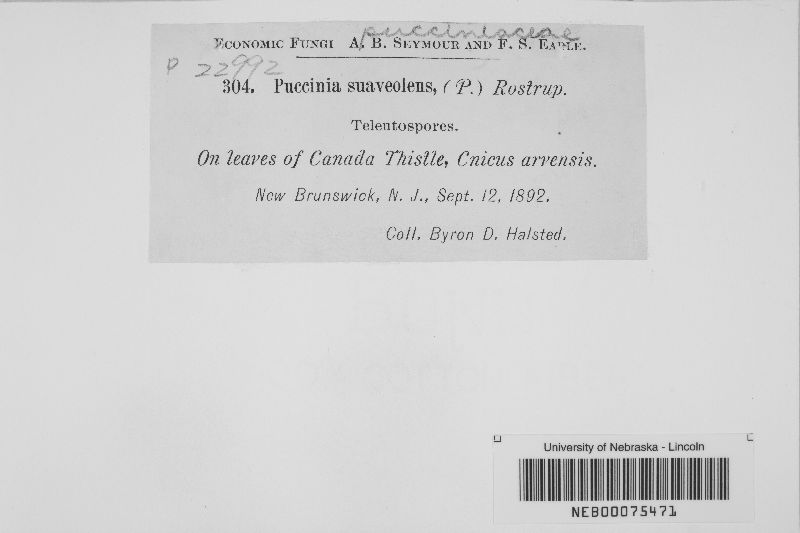 pucciniaceae
Economic Fungi A. B. Seymour and F. S. Earle.
P 22992
304. Puccinia suaveolens, (P.) Rostrup.
Teleutospores.
On leaves of Canada Thistle, Cnicus arvensis.
New Brunswick, N. J., Sept. 12, 1892.
Coll. Byron D. Halsted.
University of Nebraska - Lincoln
NEB00075471